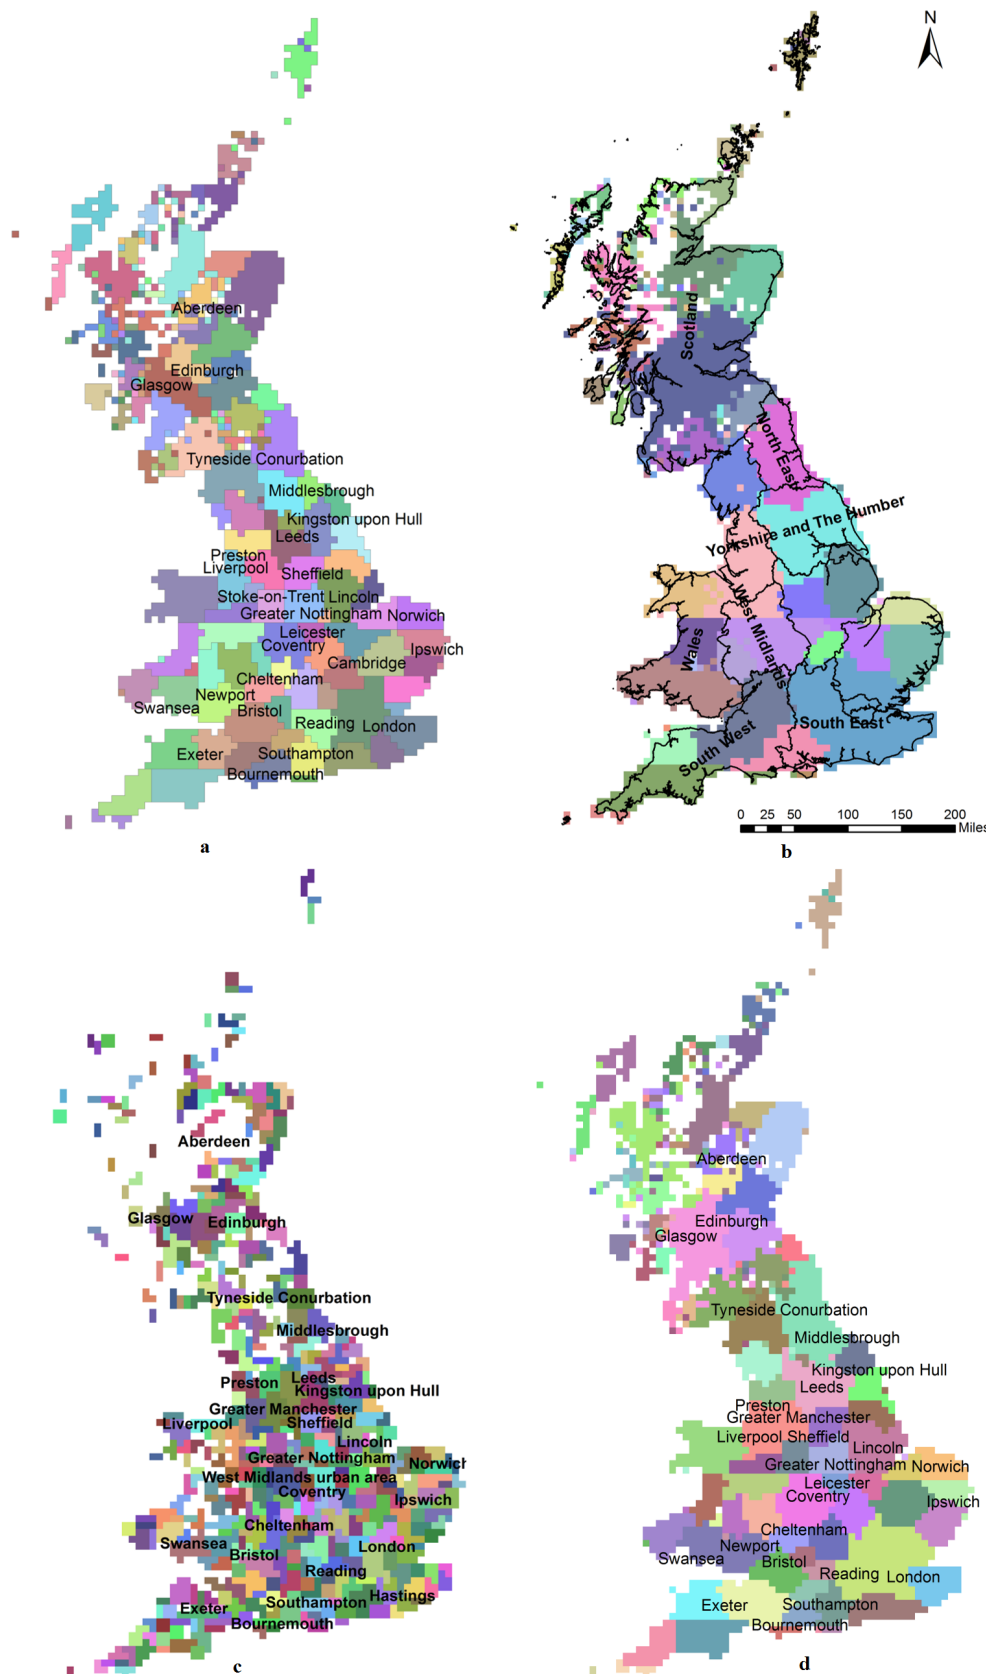 Aberdeen
Edinburgh
Glasgow
Tyneside Conurbation
Middlesbrough
Kingston upon Hull
Leeds
Preston
Liverpool
Sheffield
Stoke-on-Trent Lincoln
Greater Nottingham Norwich
Leicester
Coventry
Ipswich
Cambridge
Cheltenham
Newport
Swansea
Bristol
Reading London
Exeter
Southampton
Bournemouth
a
N
Scotland
North East
Yorkshire and The Humber
West Midlands
Wales
South East
South West
0 25 50 100 150 200
Miles
b
Aberdeen
Glasgow
Edinburgh
Tyneside Conurbation
Middlesbrough
Preston
Leeds
Kingston upon Hull
Greater Manchester
Liverpool
Sheffield
Lincoln
Greater Nottingham
Norwich
West Midlands urban area
Coventry
Ipswich
Cheltenham
Swansea
Bristol
London
Reading
Hastings
Southampton
Exeter
Bournemouth
c
Aberdeen
Edinburgh
Glasgow
Tyneside Conurbation
Middlesbrough
Kingston upon Hull
Leeds
Preston
Greater Manchester
Liverpool Sheffield
Lincoln
Greater Nottingham Norwich
Leicester
Coventry
Ipswich
Cheltenham
Newport
Swansea
Bristol
Reading London
Exeter
Southampton
Bournemouth
d